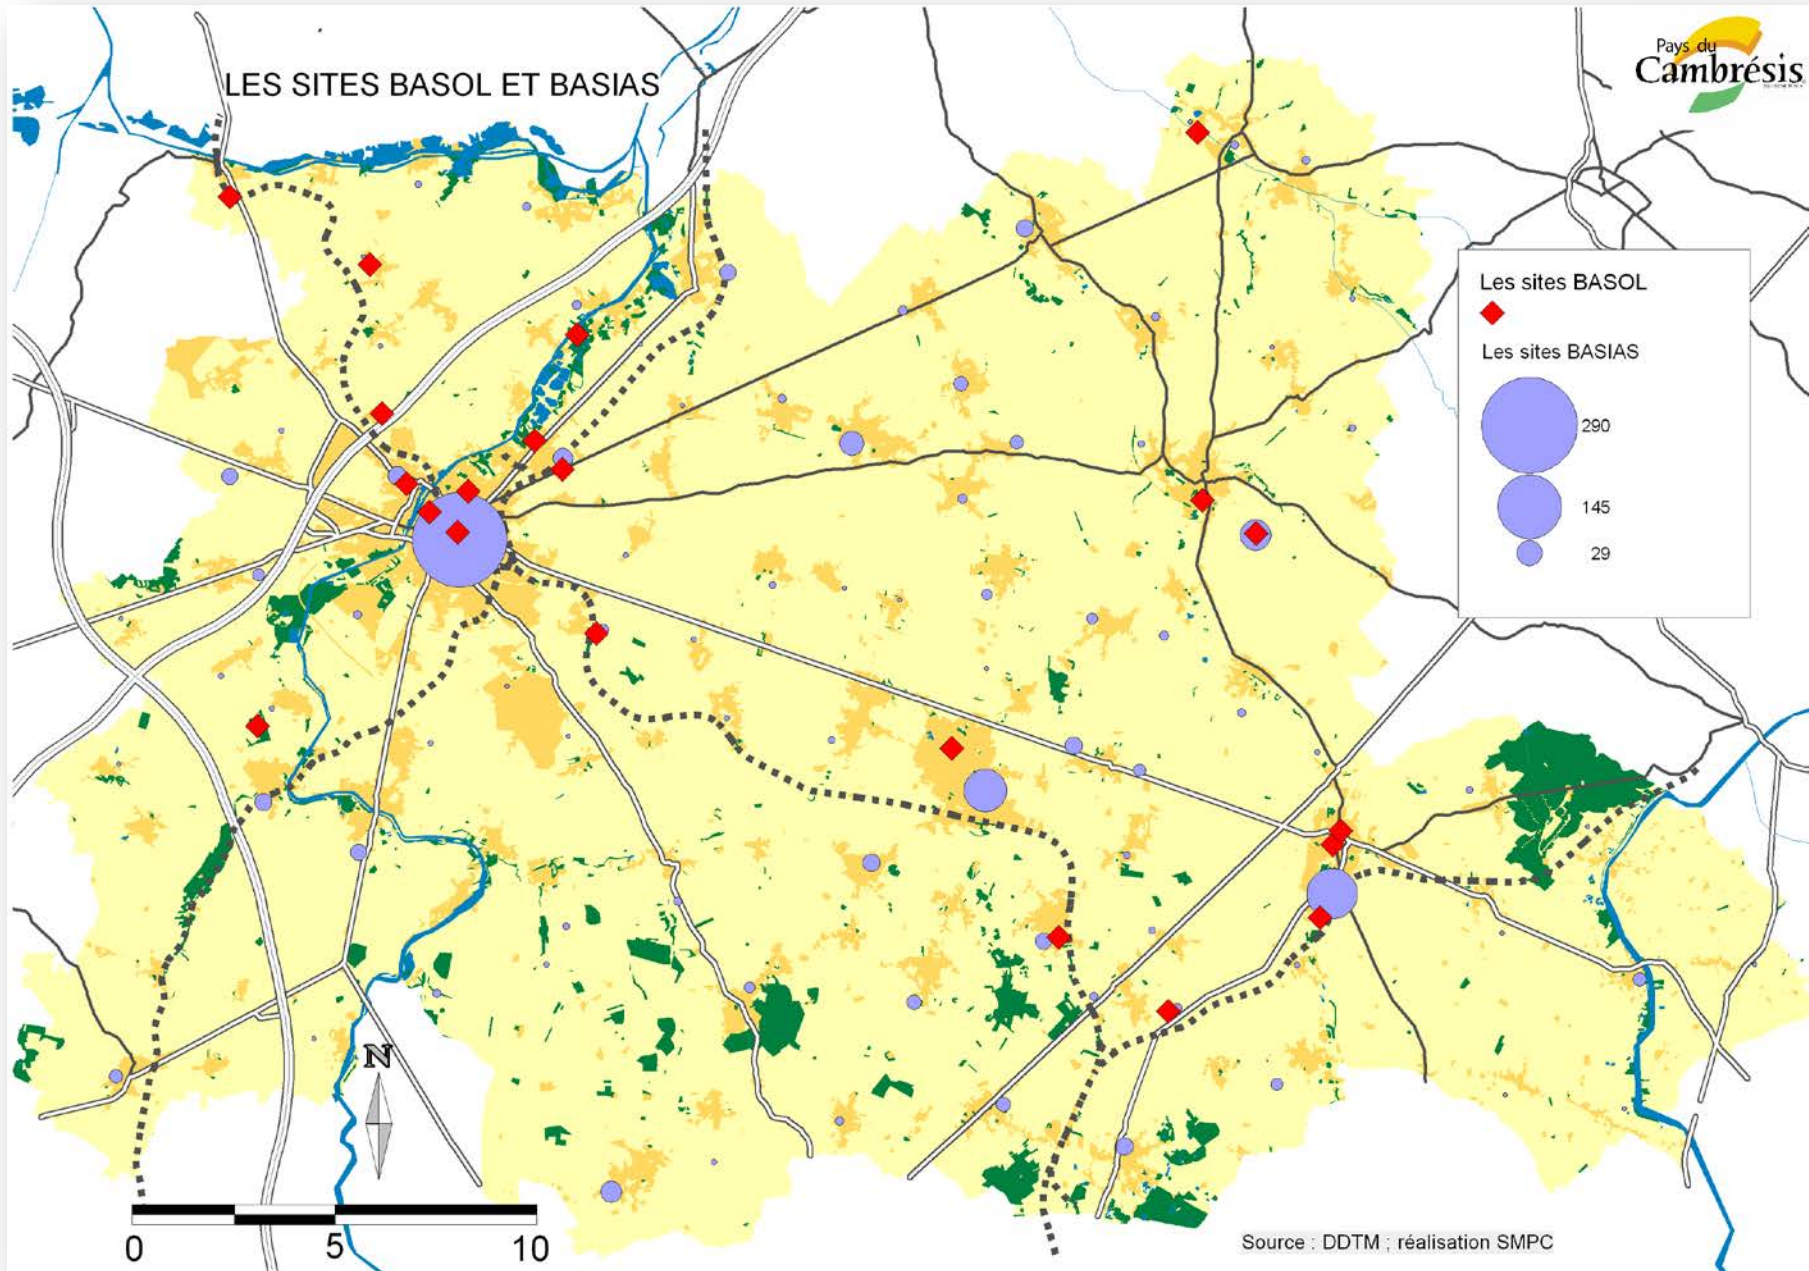 LES SITES BASOL ET BASIAS
Pays du
Cambrésis
Les sites BASOL
Les sites BASIAS
290
145
29
N
0 5 10
Source : DDTM ; réalisation SMPC